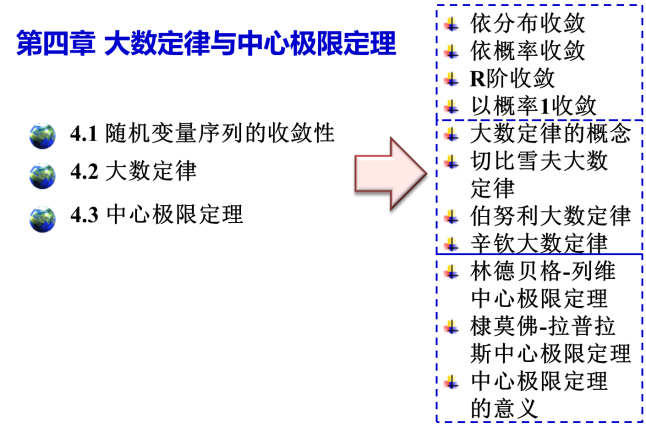 第四章 大数定律与中心极限定理
4.1 随机变量序列的收敛性
4.2 大数定律
4.3 中心极限定理
依分布收敛
依概率收敛
R阶收敛
以概率1收敛
大数定律的概念
切比雪夫大数
定律
伯努利大数定律
辛钦大数定律
林德贝格-列维
中心极限定理
棣莫佛-拉普拉
斯中心极限定理
中心极限定理
的意义